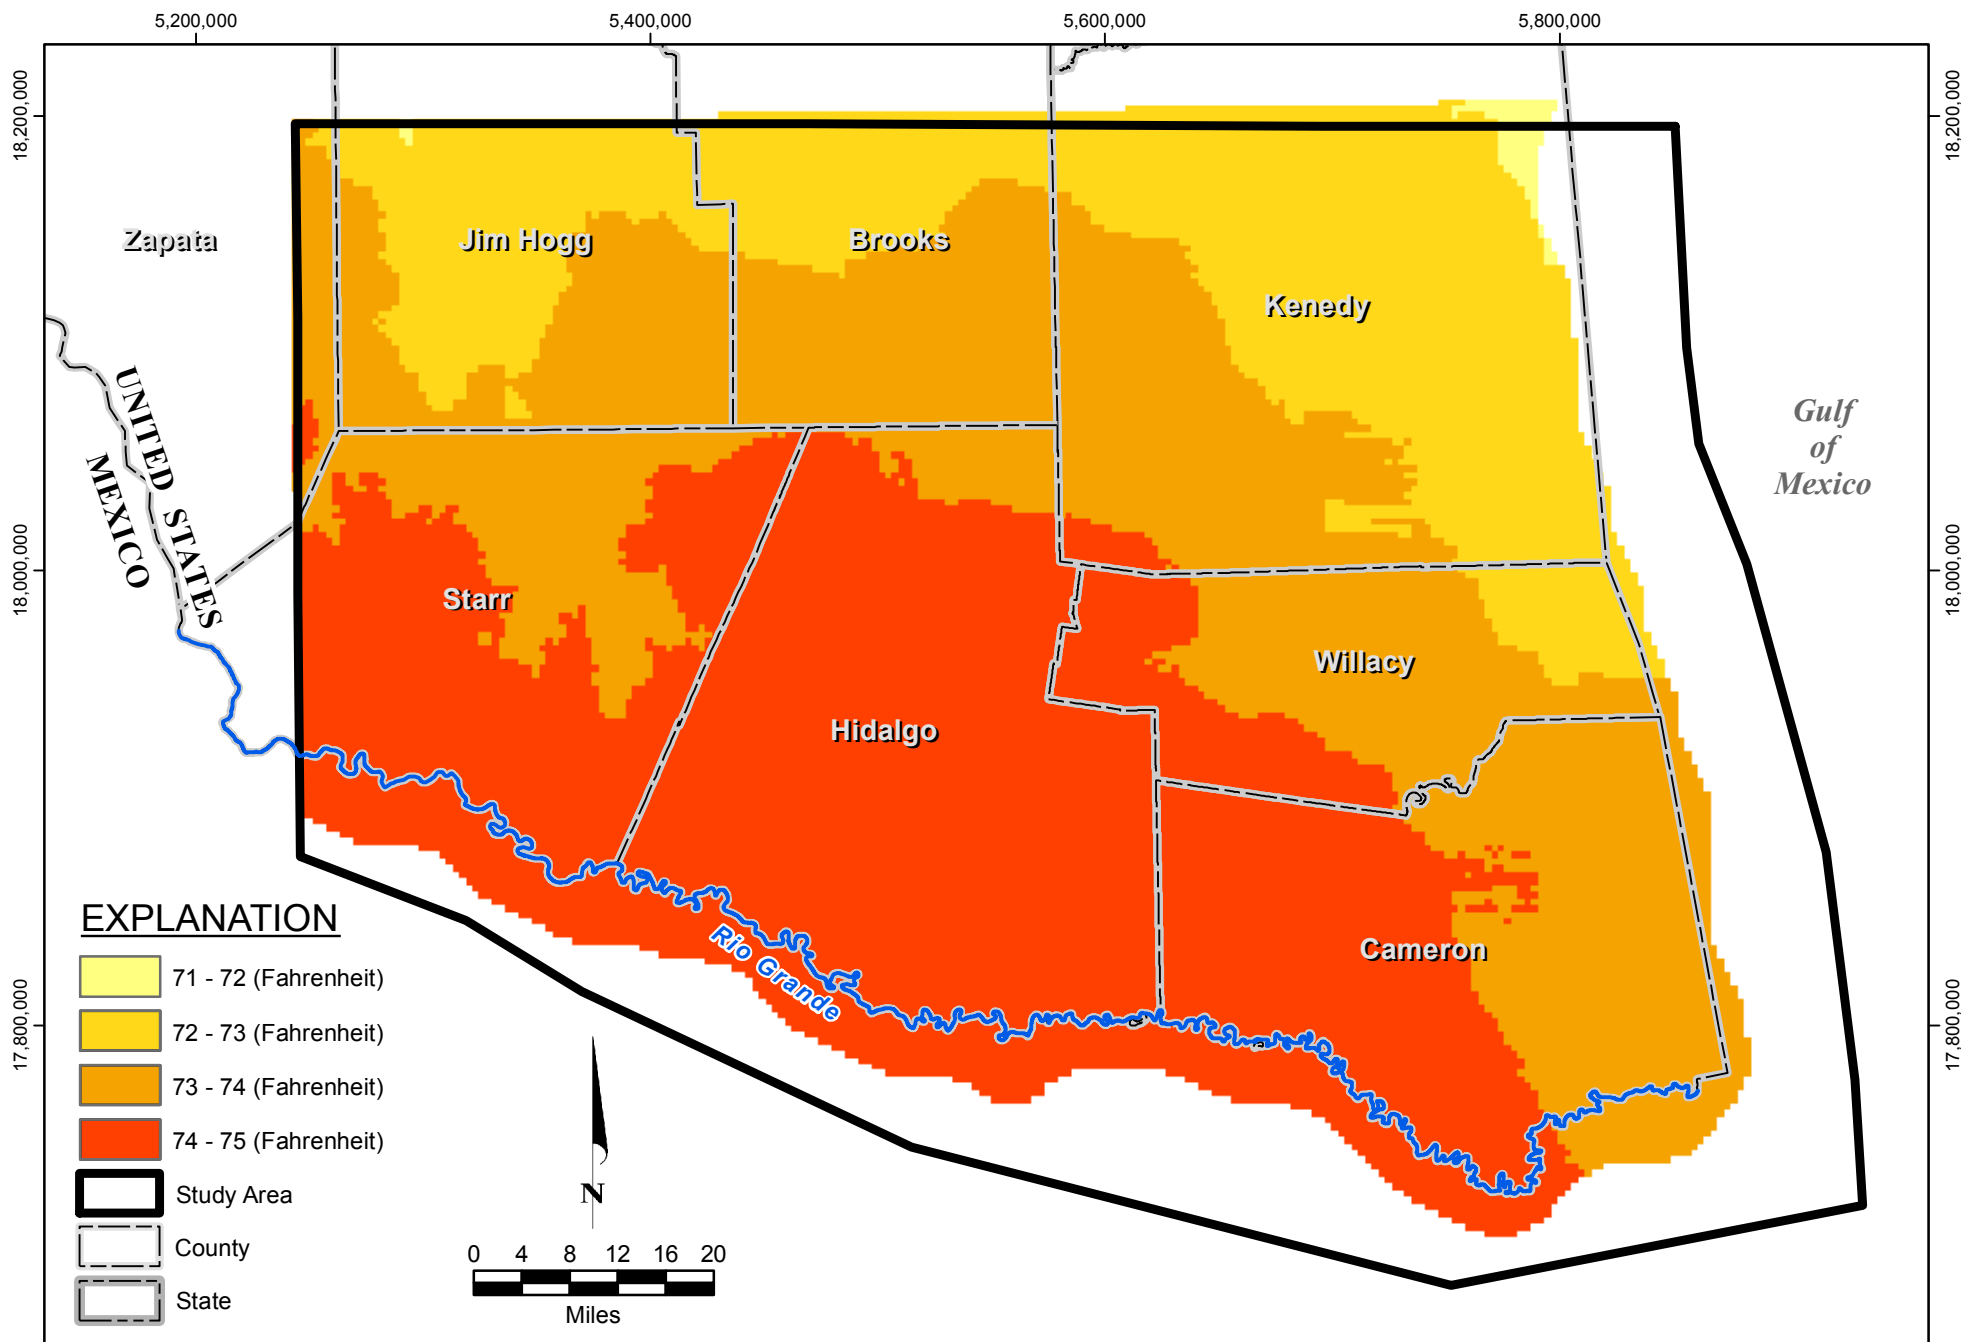 5,200,000
5,400,000
5,600,000
5,800,000
18,200,000
18,200,000
Zapata
Jim Hogg
Brooks
Kenedy
UNITED STATES
MEXICO
Gulf
of
Mexico
18,000,000
18,000,000
Starr
Willacy
Hidalgo
Cameron
Rio Grande
17,800,000
17,800,000
EXPLANATION
71 - 72 (Fahrenheit)
72 - 73 (Fahrenheit)
73 - 74 (Fahrenheit)
74 - 75 (Fahrenheit)
Study Area
County
State
N
0 4 8 12 16 20
Miles